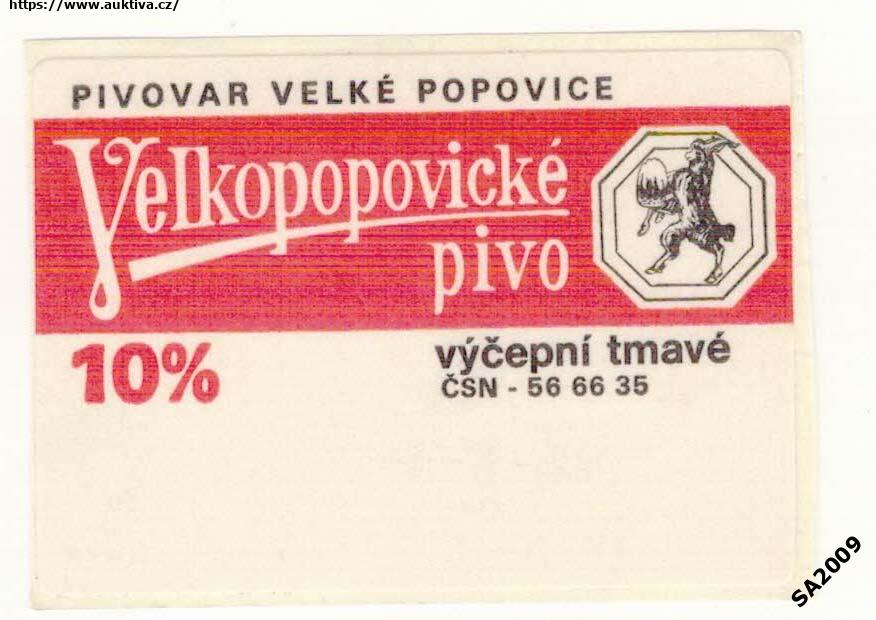 https://www.auktiva.cz/
PIVOVAR VELKÉ POPOVICE
Velkopopovické
pivo
10%
výčepní tmavé
ČSN - 56 66 35
SA2009